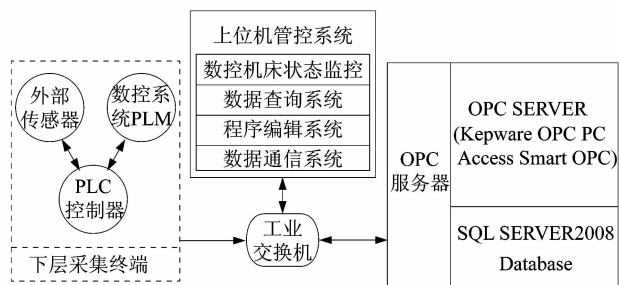 外部
传感器
数控系
统PLM
PLC
控制器
下层采集终端
上位机管控系统
数控机床状态监控
数据查询系统
程序编辑系统
数据通信系统
工业
交换机
OPC
服务器
OPC SERVER
(Kepware OPC PC
Access Smart OPC)
SQL SERVER2008
Database